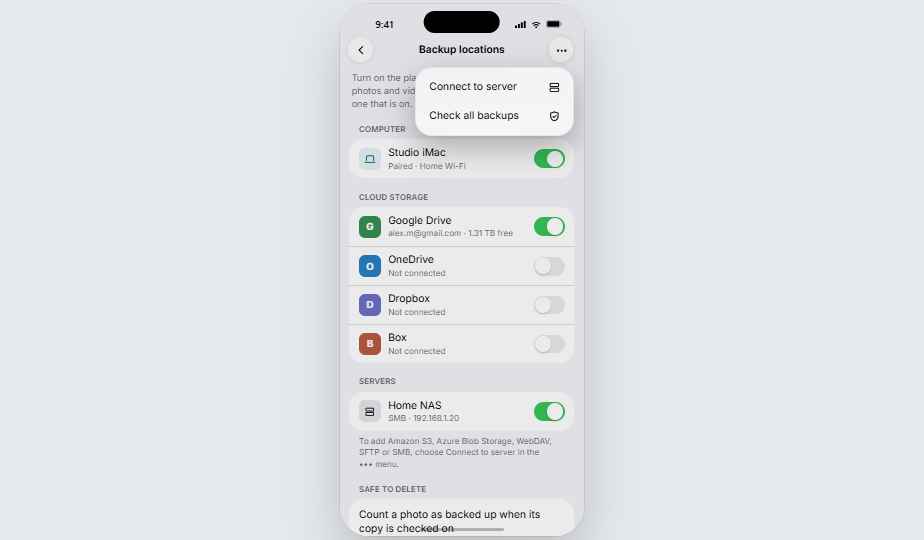 9:41
Backup locations
Turn on the pla
photos and vid
one that is on.
Connect to server
Check all backups
COMPUTER
Studio iMac
Paired · Home Wi-Fi
CLOUD STORAGE
G
Google Drive
alex.m@gmail.com · 1.31 TB free
O
OneDrive
Not connected
D
Dropbox
Not connected
B
Box
Not connected
SERVERS
Home NAS
SMB · 192.168.1.20
To add Amazon S3, Azure Blob Storage, WebDAV,
SFTP or SMB, choose Connect to server in the
••• menu.
SAFE TO DELETE
Count a photo as backed up when its
copy is checked on